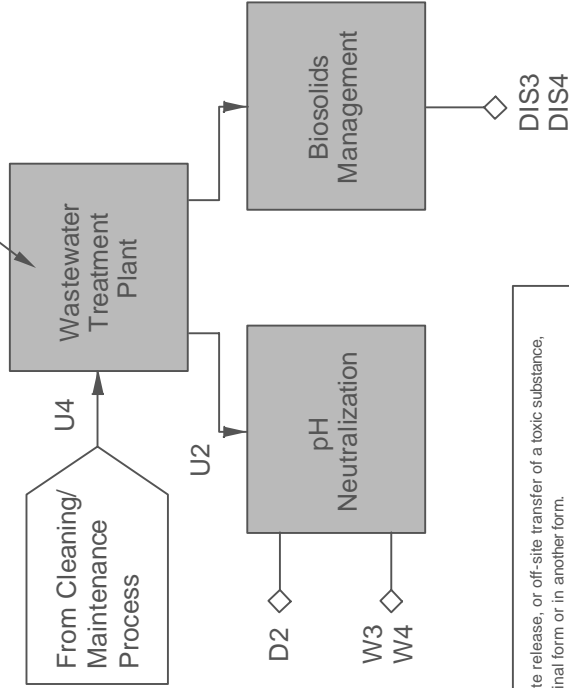 From Cleaning/
Maintenance
Process
U4
Wastewater
Treatment
Plant
U2
pH
Neutralization
Biosolids
Management
D2
W3
W4
DIS3
DIS4
te release, or off-site transfer of a toxic substance,
inal form or in another form.